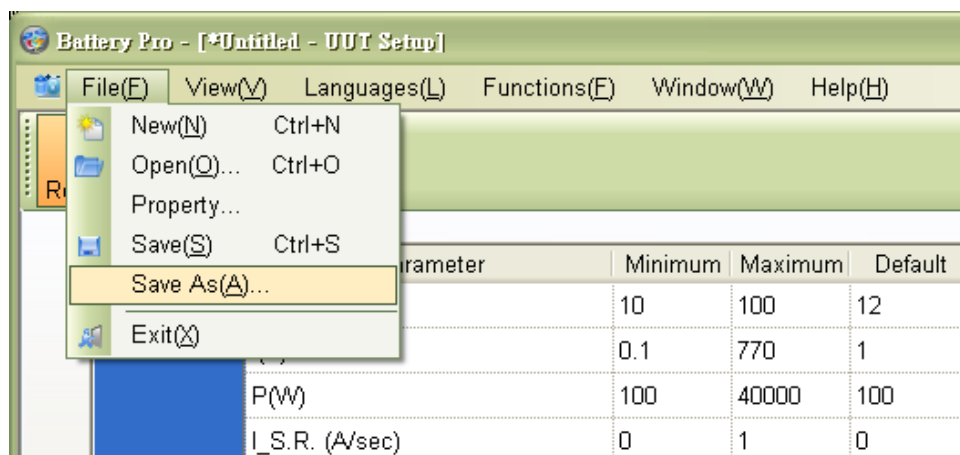 Battery Pro - [*Untitled - UUT Setup]
File(F) View(V) Languages(L) Functions(F) Window(W) Help(H)
New(N) Ctrl+N
Open(O)... Ctrl+O
Property...
Save(S) Ctrl+S
Save As(A)...
Exit(X)
Minimum Maximum Default
10 100 12
0.1 770 1
P(W) 100 40000 100
I_S.R. (A/sec) 0 1 0